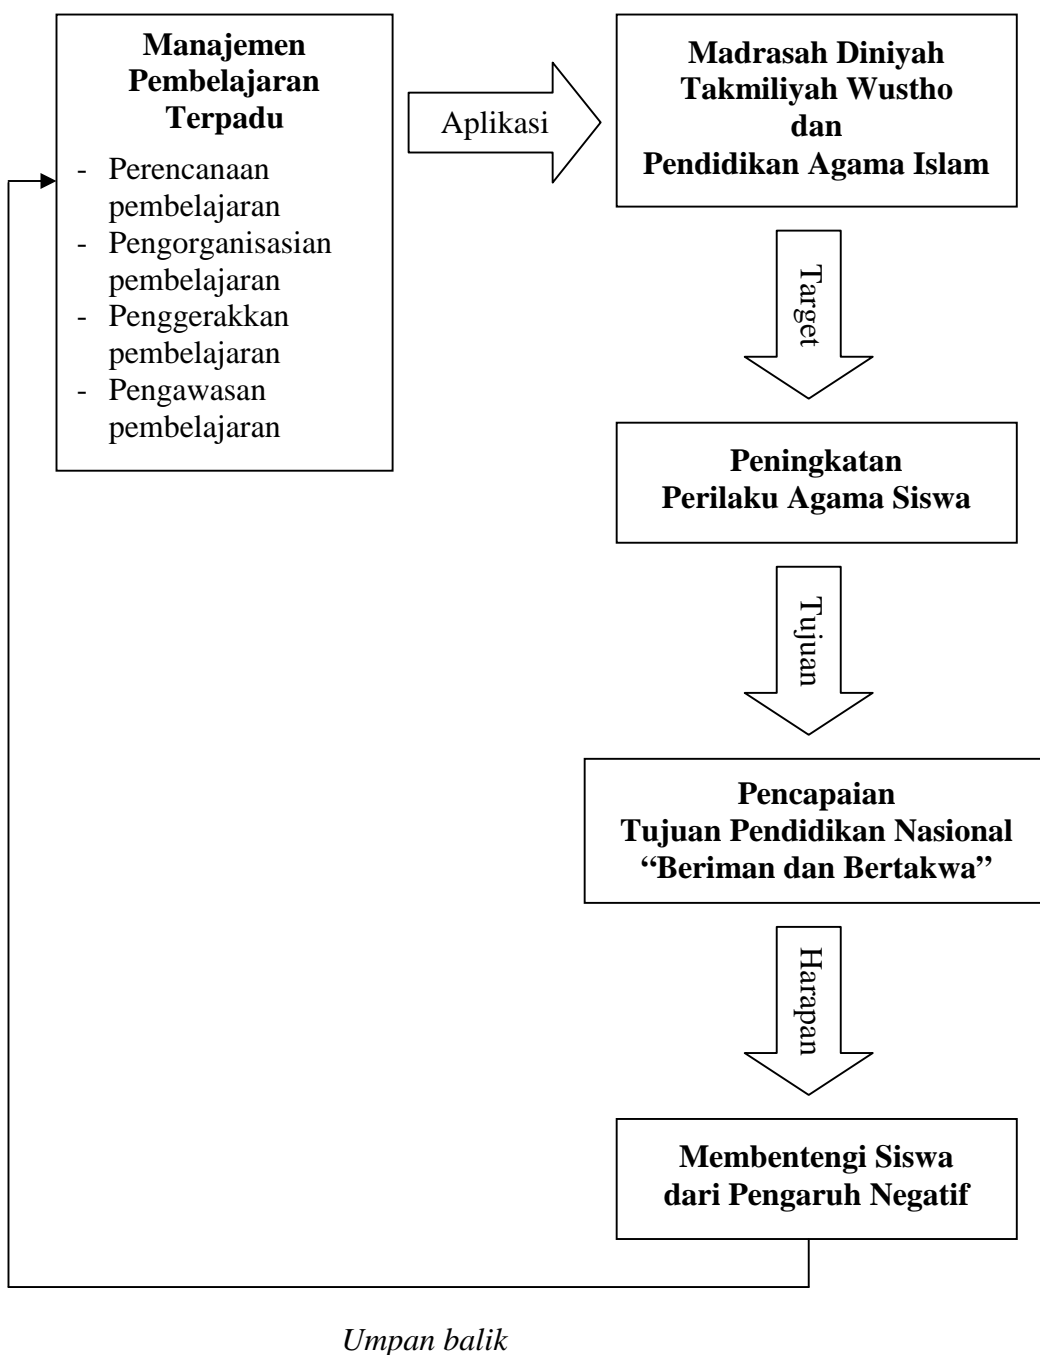 Manajemen
Pembelajaran
Terpadu
- Perencanaan
pembelajaran
- Pengorganisasian
pembelajaran
- Penggerakkan
pembelajaran
- Pengawasan
pembelajaran
Aplikasi
Madrasah Diniyah
Takmiliyah Wustho
dan
Pendidikan Agama Islam
Target
Peningkatan
Perilaku Agama Siswa
Tujuan
Pencapaian
Tujuan Pendidikan Nasional
“Beriman dan Bertakwa”
Harapan
Membentengi Siswa
dari Pengaruh Negatif
Umpan balik